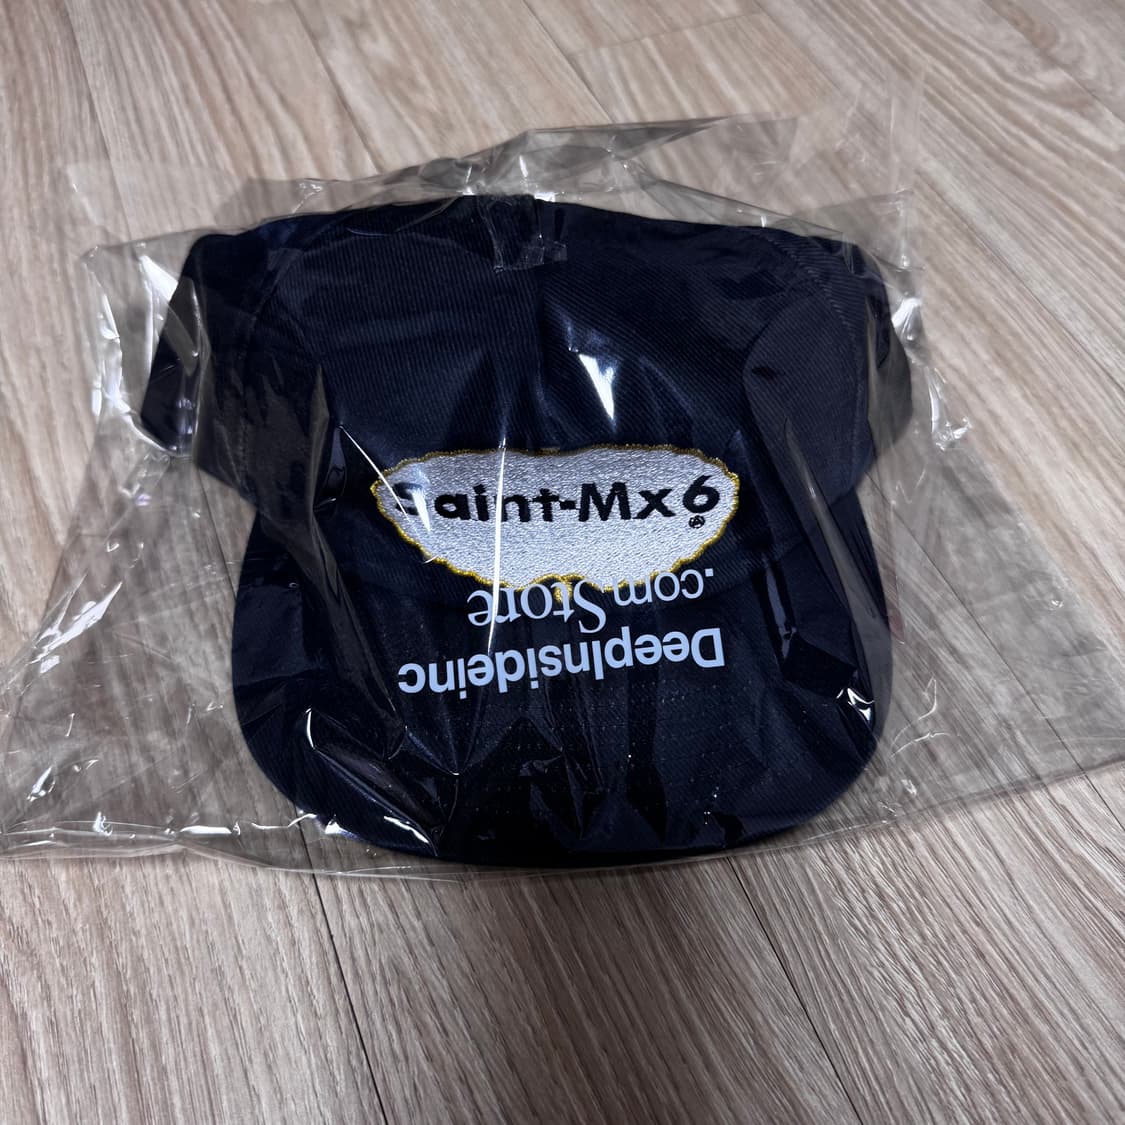 Saint-Mx6
DeepInsideinc
.com Store